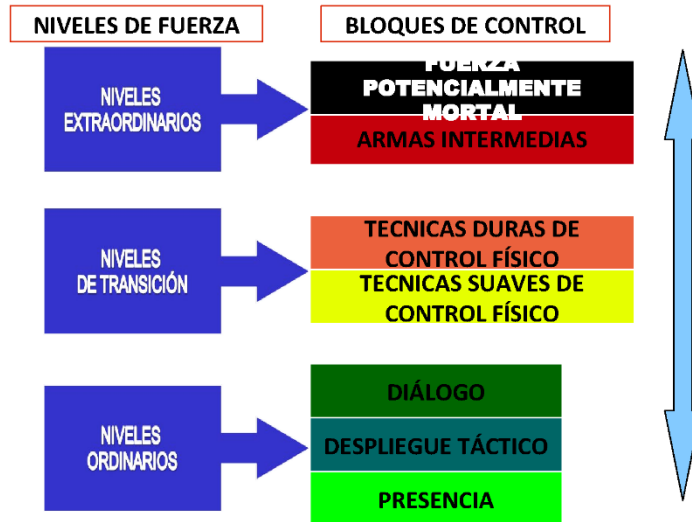 NIVELES DE FUERZA
BLOQUES DE CONTROL
NIVELES
EXTRAORDINARIOS
FUERZA
POTENCIALMENTE
MORTAL
ARMAS INTERMEDIAS
NIVELES
DE TRANSICIÓN
TECNICAS DURAS DE
CONTROL FÍSICO
TECNICAS SUAVES DE
CONTROL FÍSICO
NIVELES
ORDINARIOS
DIÁLOGO
DESPLIEGUE TÁCTICO
PRESENCIA